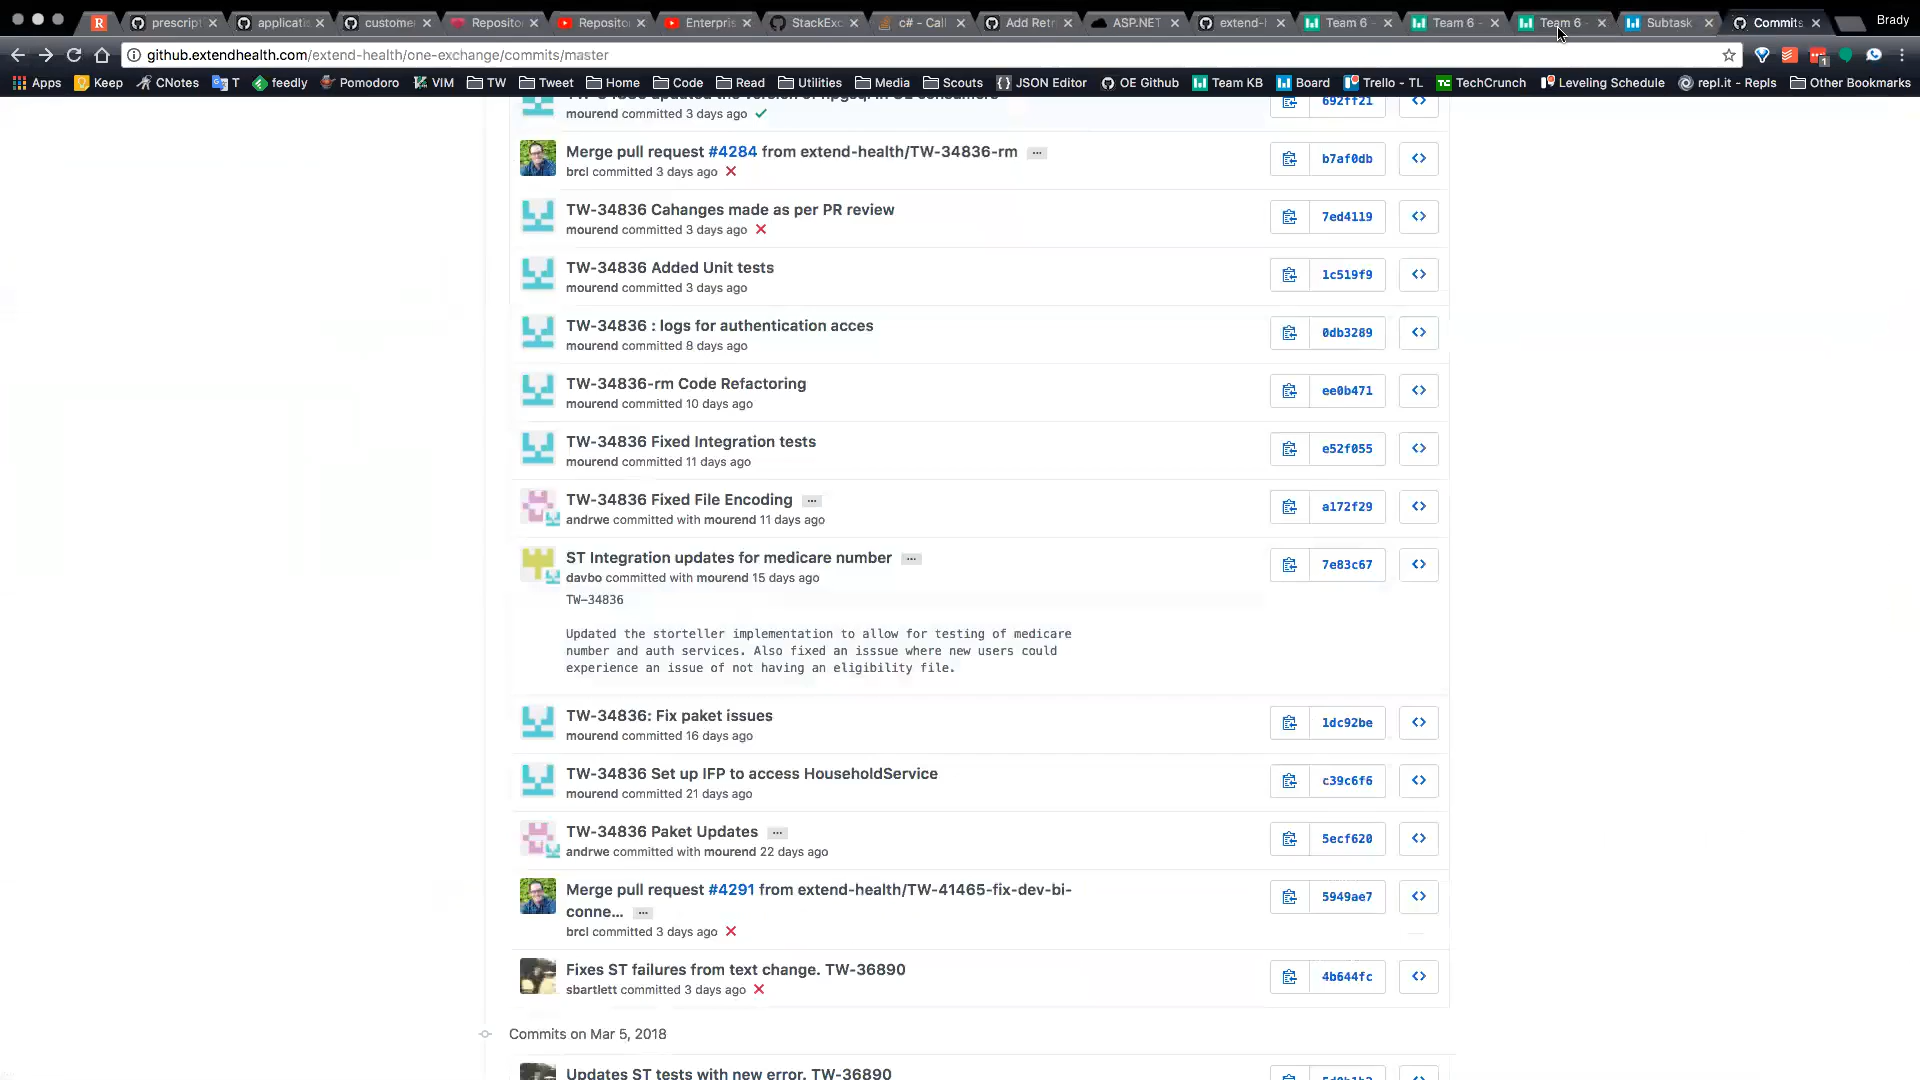 prescript
applicati
custome
Reposito
Reposito
Enterpris
StackExc
c# - Call
Add Retr
ASP.NET
extend-l
Team 6 -
Team 6 -
Team 6 -
Subtask
Commits
Brady
github.extendhealth.com/extend-health/one-exchange/commits/master
Apps Keep CNotes T feedly Pomodoro VIM TW Tweet Home Code Read Utilities Media Scouts JSON Editor OE Github Team KB Board Trello - TL TechCrunch Leveling Schedule repl.it - Repls Other Bookmarks
692ff21
mourend committed 3 days ago
Merge pull request #4284 from extend-health/TW-34836-rm …
b7af0db
brcl committed 3 days ago
TW-34836 Cahanges made as per PR review
7ed4119
mourend committed 3 days ago
TW-34836 Added Unit tests
1c519f9
mourend committed 3 days ago
TW-34836 : logs for authentication acces
0db3289
mourend committed 8 days ago
TW-34836-rm Code Refactoring
ee0b471
mourend committed 10 days ago
TW-34836 Fixed Integration tests
e52f055
mourend committed 11 days ago
TW-34836 Fixed File Encoding …
a172f29
andrwe committed with mourend 11 days ago
ST Integration updates for medicare number …
7e83c67
davbo committed with mourend 15 days ago
TW-34836
Updated the storteller implementation to allow for testing of medicare
number and auth services. Also fixed an isssue where new users could
experience an issue of not having an eligibility file.
TW-34836: Fix paket issues
1dc92be
mourend committed 16 days ago
TW-34836 Set up IFP to access HouseholdService
c39c6f6
mourend committed 21 days ago
TW-34836 Paket Updates …
5ecf620
andrwe committed with mourend 22 days ago
Merge pull request #4291 from extend-health/TW-41465-fix-dev-bi-
conne… …
5949ae7
brcl committed 3 days ago
Fixes ST failures from text change. TW-36890
4b644fc
sbartlett committed 3 days ago
Commits on Mar 5, 2018
Updates ST tests with new error. TW-36890